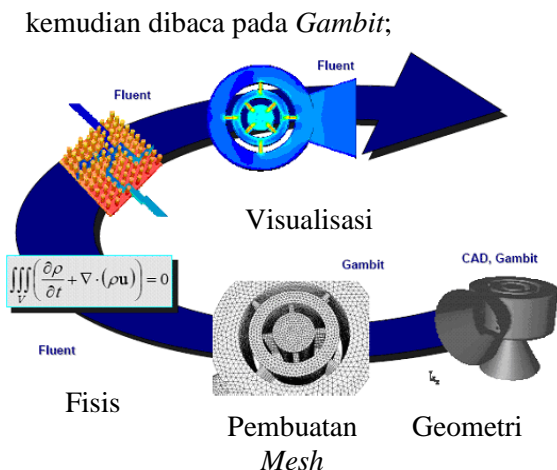 kemudian dibaca pada Gambit;
Fluent
Fluent
Visualisasi
∭_V (∂ρ/∂t + ∇·(ρu)) = 0
Gambit
CAD, Gambit
Fluent
Fisis
Pembuatan
Mesh
Geometri